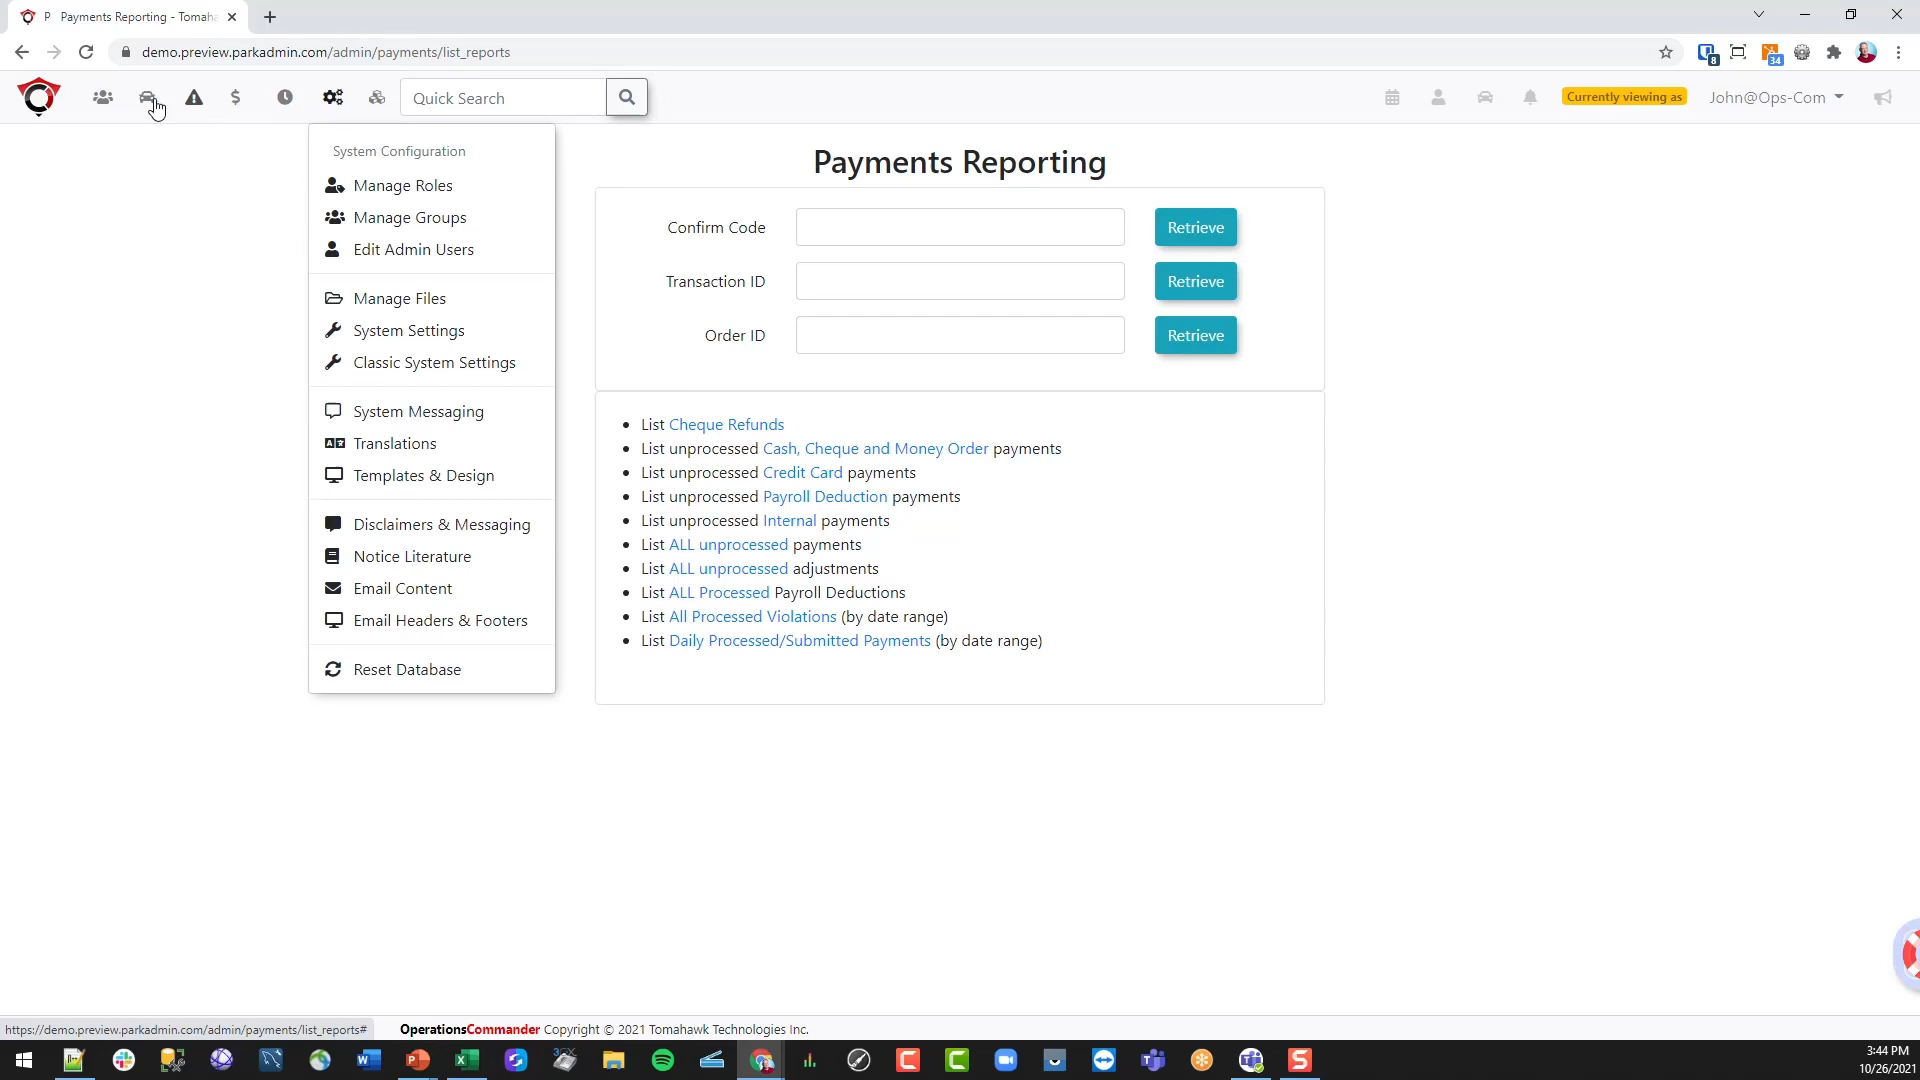 P Payments Reporting - Tomaha
demo.preview.parkadmin.com/admin/payments/list_reports
8
34
Quick Search
Currently viewing as
John@Ops-Com
System Configuration
Manage Roles
Manage Groups
Edit Admin Users
Manage Files
System Settings
Classic System Settings
System Messaging
Translations
Templates & Design
Disclaimers & Messaging
Notice Literature
Email Content
Email Headers & Footers
Reset Database
Payments Reporting
Confirm Code
Retrieve
Transaction ID
Retrieve
Order ID
Retrieve
List Cheque Refunds
List unprocessed Cash, Cheque and Money Order payments
List unprocessed Credit Card payments
List unprocessed Payroll Deduction payments
List unprocessed Internal payments
List ALL unprocessed payments
List ALL unprocessed adjustments
List ALL Processed Payroll Deductions
List All Processed Violations (by date range)
List Daily Processed/Submitted Payments (by date range)
https://demo.preview.parkadmin.com/admin/payments/list_reports#
OperationsCommander Copyright © 2021 Tomahawk Technologies Inc.
3:44 PM
10/26/2021